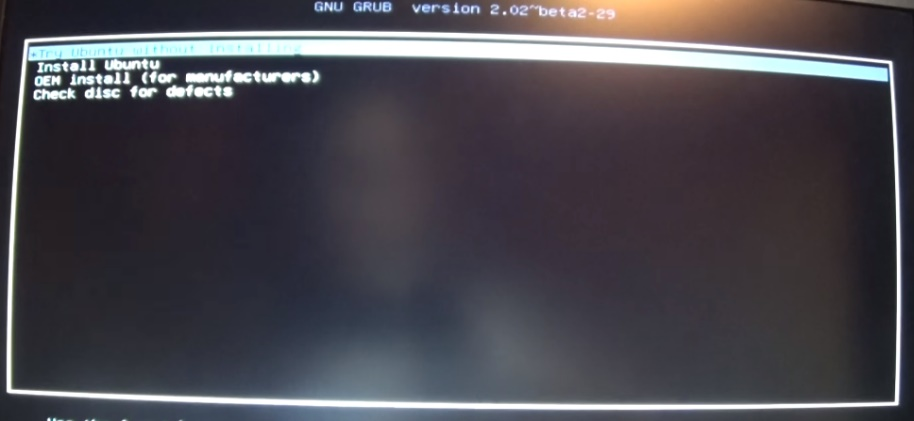 GNU GRUB version 2.02~beta2-29
*Try Ubuntu without installing
Install Ubuntu
OEM install (for manufacturers)
Check disc for defects